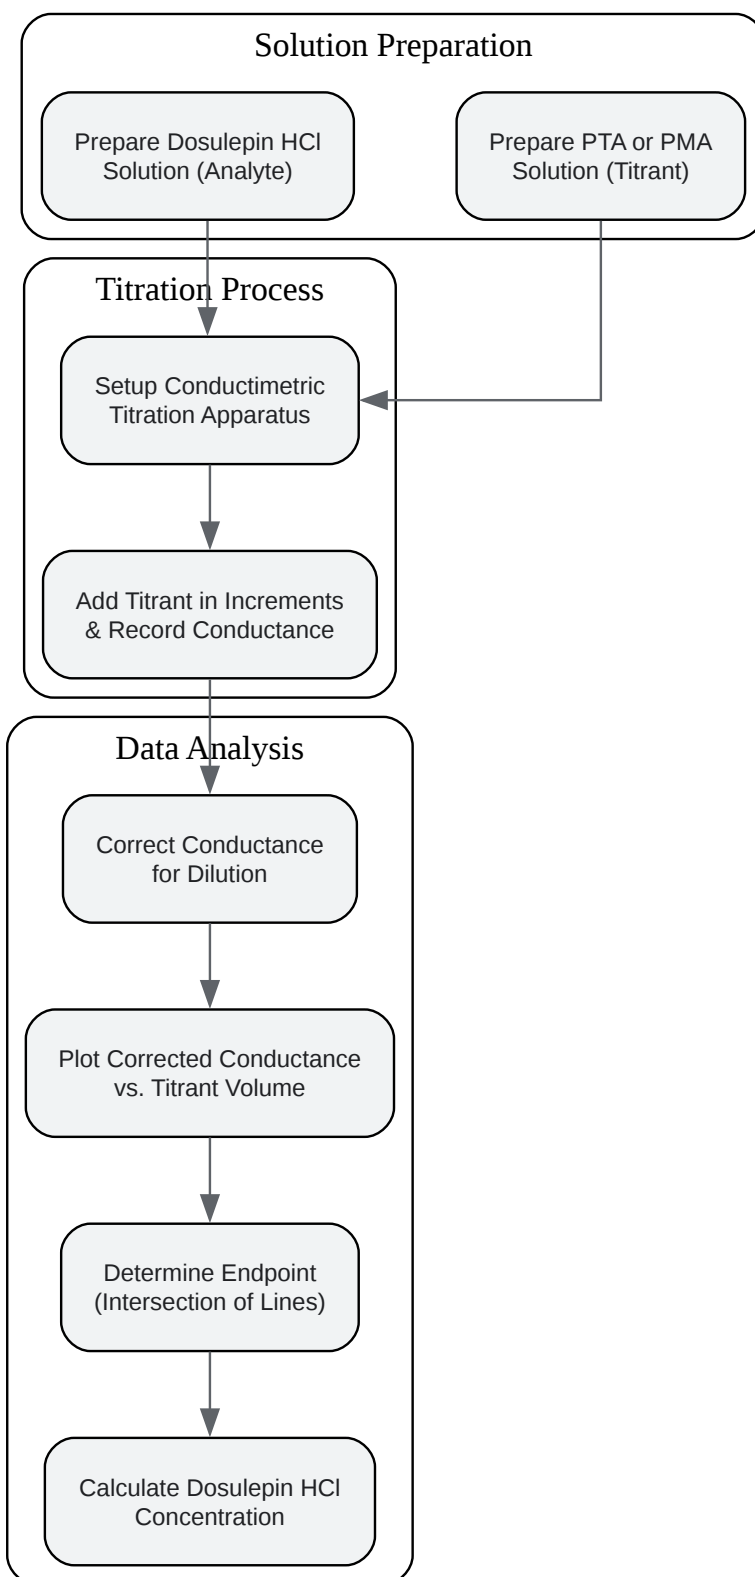 Solution Preparation
Prepare Dosulepin HCl
Solution (Analyte)
Prepare PTA or PMA
Solution (Titrant)
Titration Process
Setup Conductimetric
Titration Apparatus
Add Titrant in Increments
& Record Conductance
Data Analysis
Correct Conductance
for Dilution
Plot Corrected Conductance
vs. Titrant Volume
Determine Endpoint
(Intersection of Lines)
Calculate Dosulepin HCl
Concentration